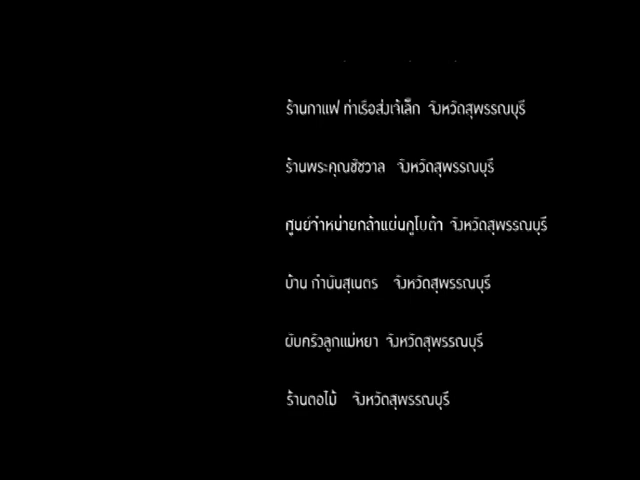 ร้านกาแฟ ท่าเรือส่งเจ้เล็ก จังหวัดสุพรรณบุรี
ร้านพระคุณชัชวาล จังหวัดสุพรรณบุรี
ศูนย์จำหน่ายกล้าแผ่นภูโบต้า จังหวัดสุพรรณบุรี
บ้าน กำนันสุเนตร จังหวัดสุพรรณบุรี
ผับครัวลูกแม่หยา จังหวัดสุพรรณบุรี
ร้านดอไม้ จังหวัดสุพรรณบุรี